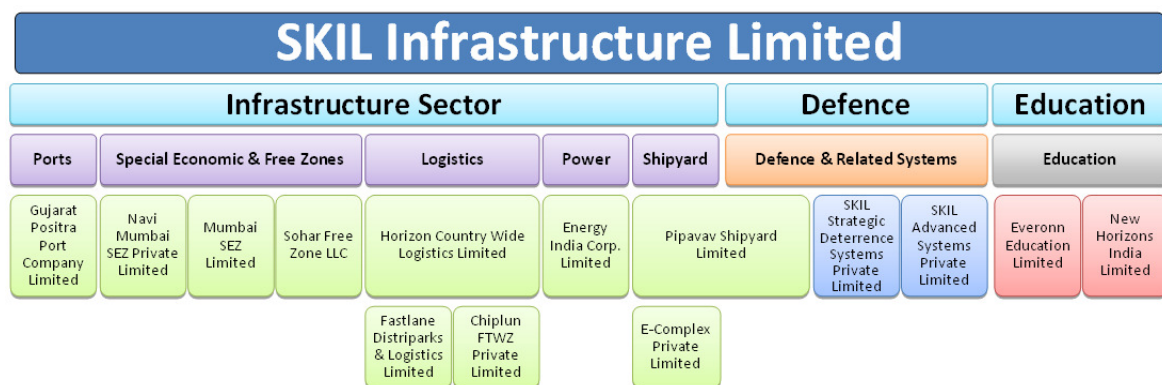 SKIL Infrastructure Limited
Infrastructure Sector
Defence
Education
Ports
Special Economic & Free Zones
Logistics
Power
Shipyard
Defence & Related Systems
Education
Gujarat
Positra
Port
Company
Limited
Navi
Mumbai
SEZ Private
Limited
Mumbai
SEZ
Limited
Sohar Free
Zone LLC
Horizon Country Wide
Logistics Limited
Energy
India Corp.
Limited
Pipavav Shipyard
Limited
SKIL
Strategic
Deterrence
Systems
Private
Limited
SKIL
Advanced
Systems
Private
Limited
Everonn
Education
Limited
New
Horizons
India
Limited
Fastlane
Distriparks
& Logistics
Limited
Chiplun
FTWZ
Private
Limited
E-Complex
Private
Limited